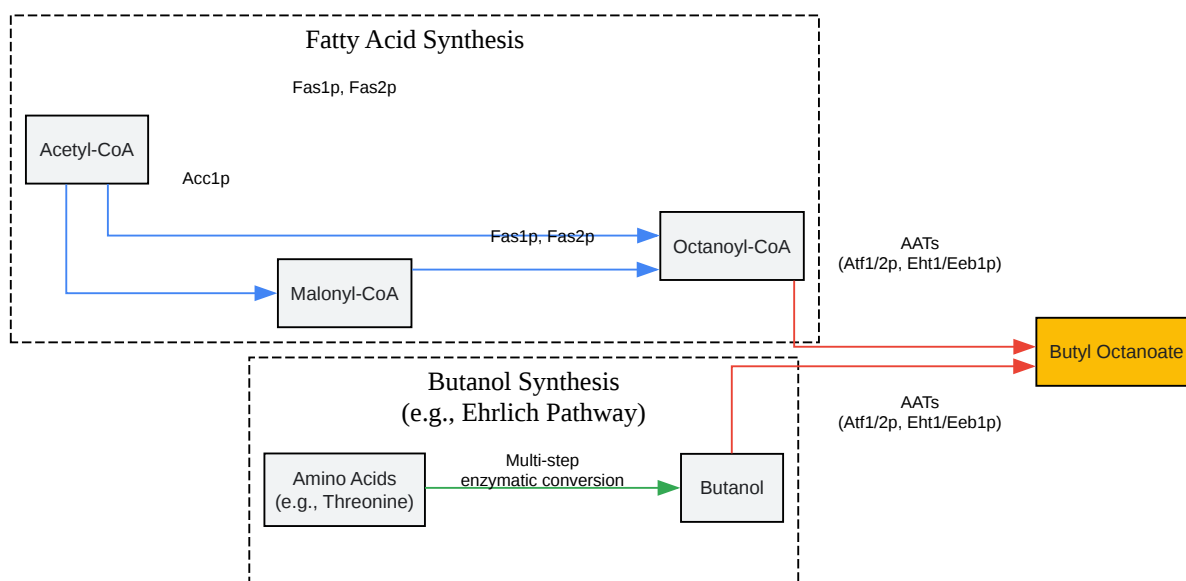 Fatty Acid Synthesis
Fas1p, Fas2p
Acetyl-CoA
Acc1p
Fas1p, Fas2p
Octanoyl-CoA
Malonyl-CoA
AATs
(Atf1/2p, Eht1/Eeb1p)
Butyl Octanoate
Butanol Synthesis
(e.g., Ehrlich Pathway)
AATs
(Atf1/2p, Eht1/Eeb1p)
Amino Acids
(e.g., Threonine)
Multi-step
enzymatic conversion
Butanol